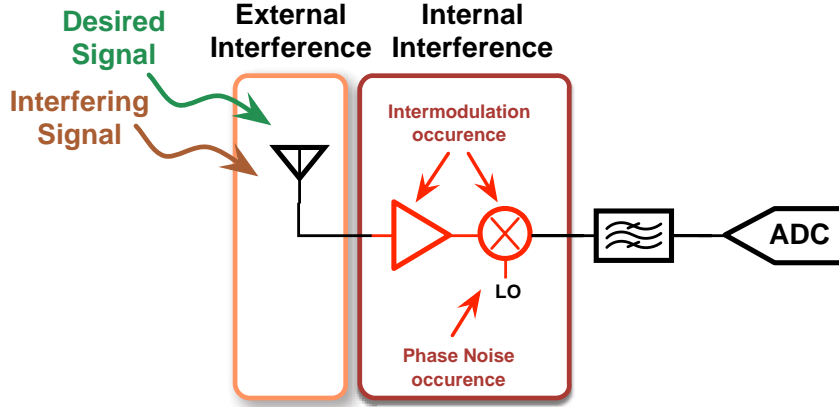 Desired
Signal
Interfering
Signal
External
Interference
Internal
Interference
Intermodulation
occurence
LO
Phase Noise
occurence
ADC